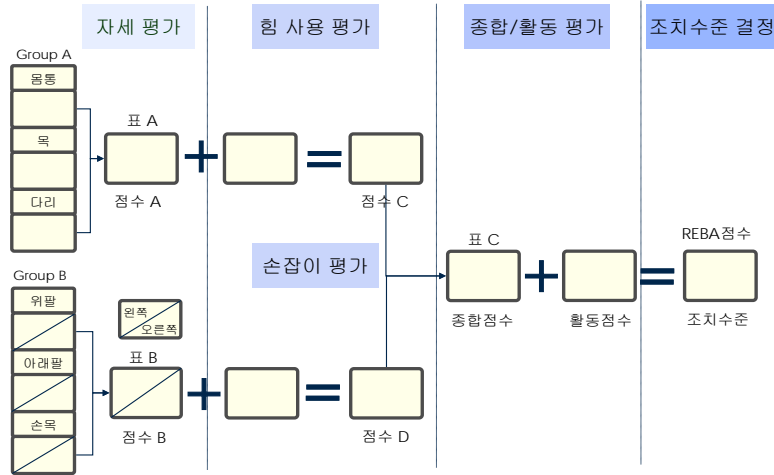 자세 평가
힘 사용 평가
종합/활동 평가
조치수준 결정
Group A
몸통
목
다리
표 A
점수 A
점수 C
손잡이 평가
표 C
종합점수
활동점수
REBA점수
조치수준
Group B
위팔
아래팔
손목
왼쪽
오른쪽
표 B
점수 B
점수 D